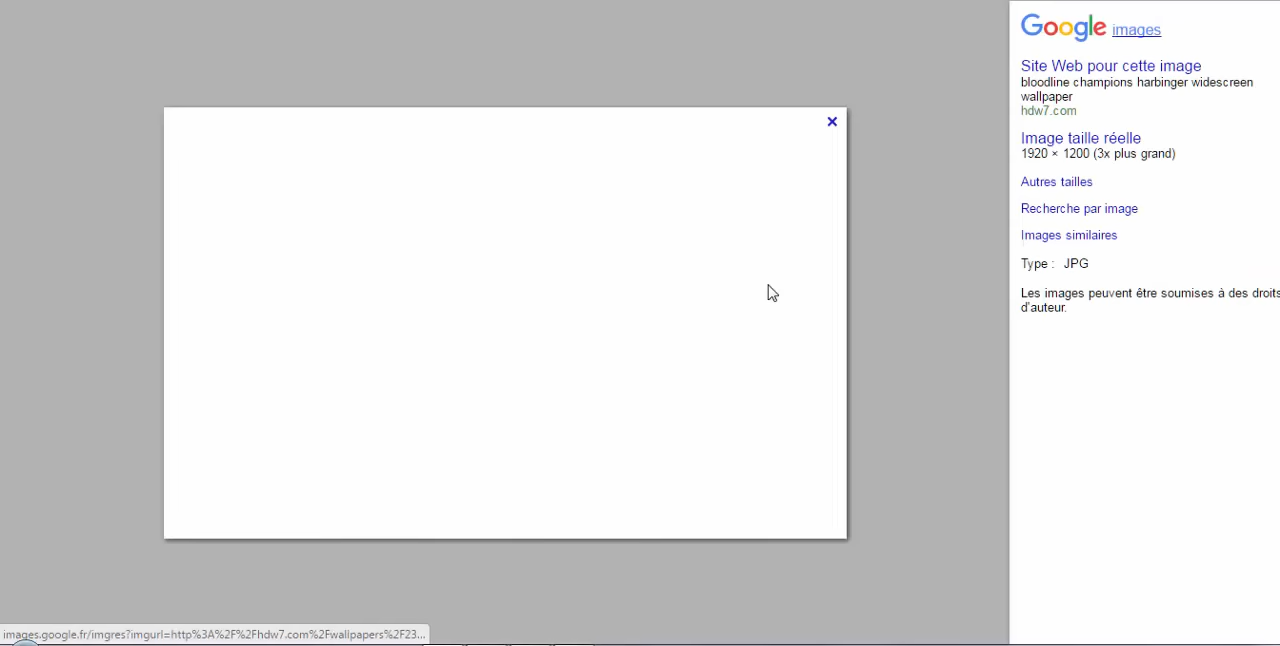 Google images
Site Web pour cette image
bloodline champions harbinger widescreen
wallpaper
hdw7.com
Image taille réelle
1920 × 1200 (3x plus grand)
Autres tailles
Recherche par image
Images similaires
Type : JPG
Les images peuvent être soumises à des droits
d'auteur.
images.google.fr/imgres?imgurl=http%3A%2F%2Fhdw7.com%2Fwallpapers%2F23...